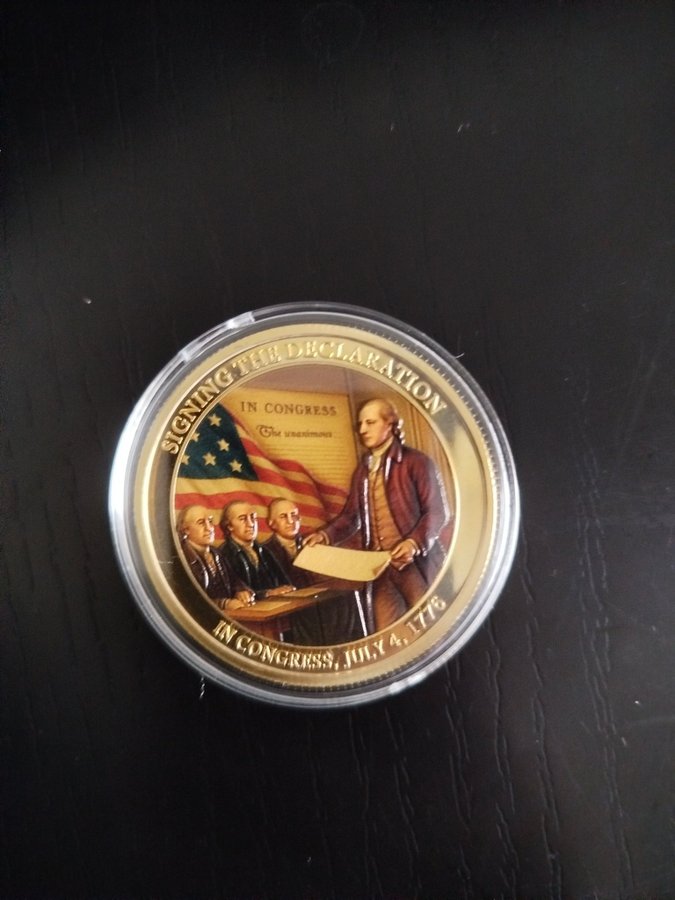 SIGNING THE DECLARATION
IN CONGRESS
The unanimous
IN CONGRESS, JULY 4, 1776